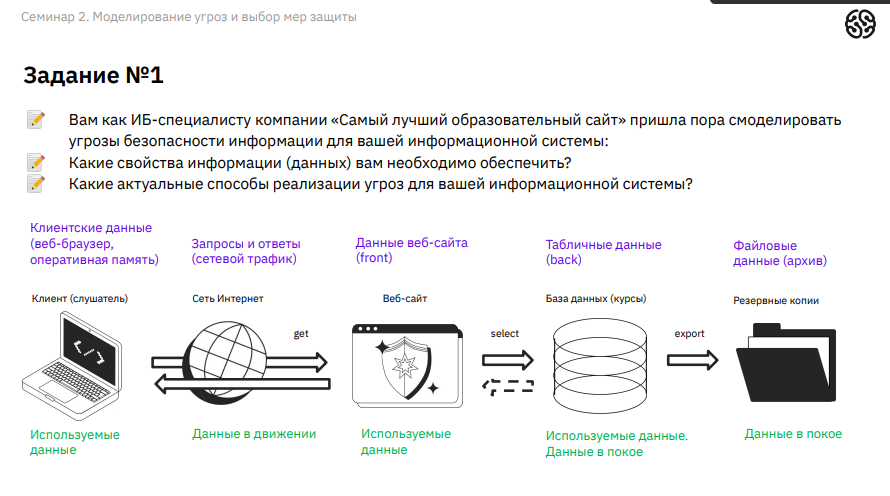 Семинар 2. Моделирование угроз и выбор мер защиты
Задание №1
Вам как ИБ-специалисту компании «Самый лучший образовательный сайт» пришла пора смоделировать
угрозы безопасности информации для вашей информационной системы:
Какие свойства информации (данных) вам необходимо обеспечить?
Какие актуальные способы реализации угроз для вашей информационной системы?
Клиентские данные
(веб-браузер,
оперативная память)
Запросы и ответы
(сетевой трафик)
Данные веб-сайта
(front)
Табличные данные
(back)
Файловые
данные (архив)
Клиент (слушатель)
Сеть Интернет
Веб-сайт
База данных (курсы)
Резервные копии
get
select
export
Используемые
данные
Данные в движении
Используемые
данные
Используемые данные.
Данные в покое
Данные в покое